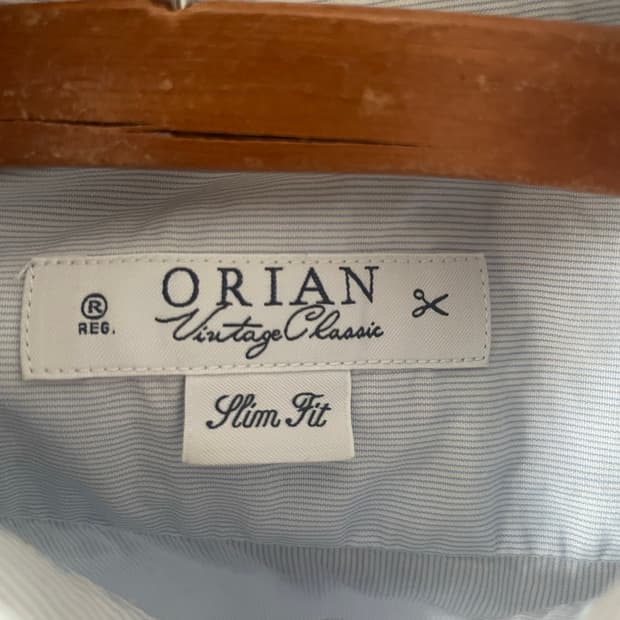 ORIAN
® REG.
Vintage Classic
Slim Fit